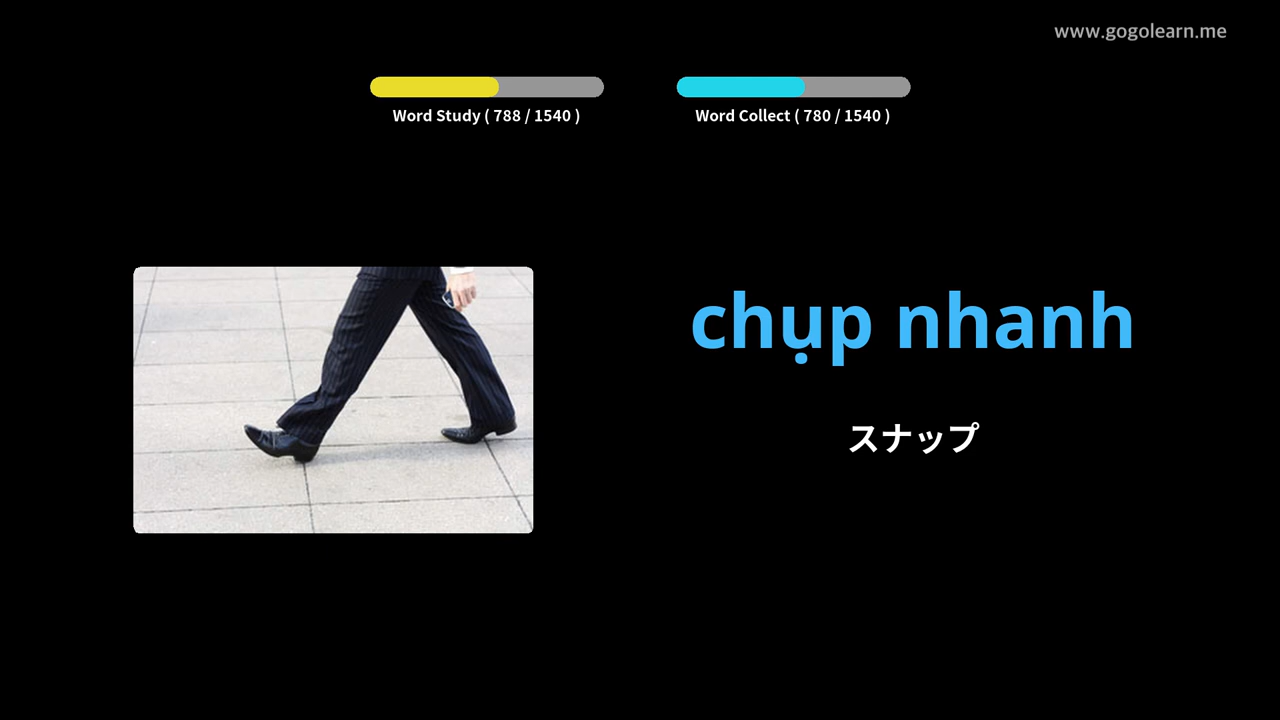 www.gogolearn.me
Word Study ( 788 / 1540 )
Word Collect ( 780 / 1540 )
chụp nhanh
スナップ